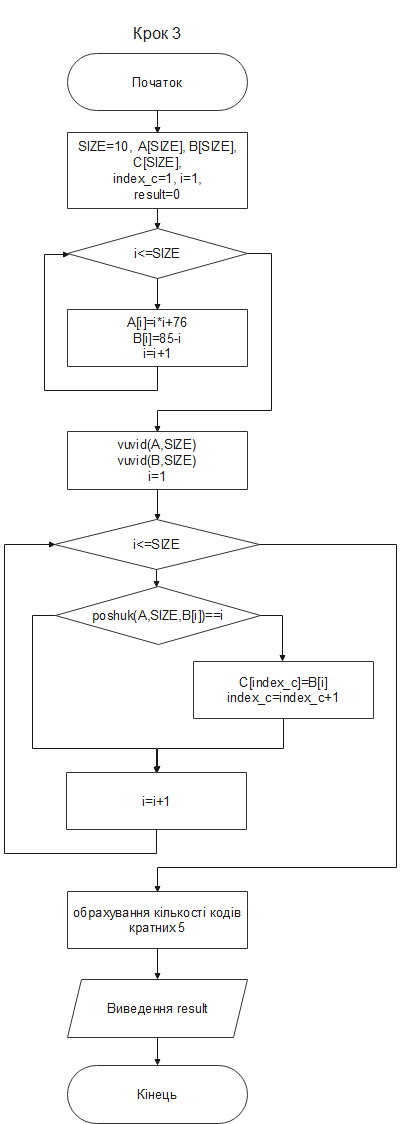 Крок 3
Початок
SIZE=10, A[SIZE], B[SIZE],
C[SIZE],
index_c=1, i=1,
result=0
i<=SIZE
A[i]=i*i+76
B[i]=85-i
i=i+1
vuvid(A,SIZE)
vuvid(B,SIZE)
i=1
i<=SIZE
poshuk(A,SIZE,B[i])==i
C[index_c]=B[i]
index_c=index_c+1
i=i+1
обрахування кількості кодів
кратних 5
Виведення result
Кінець